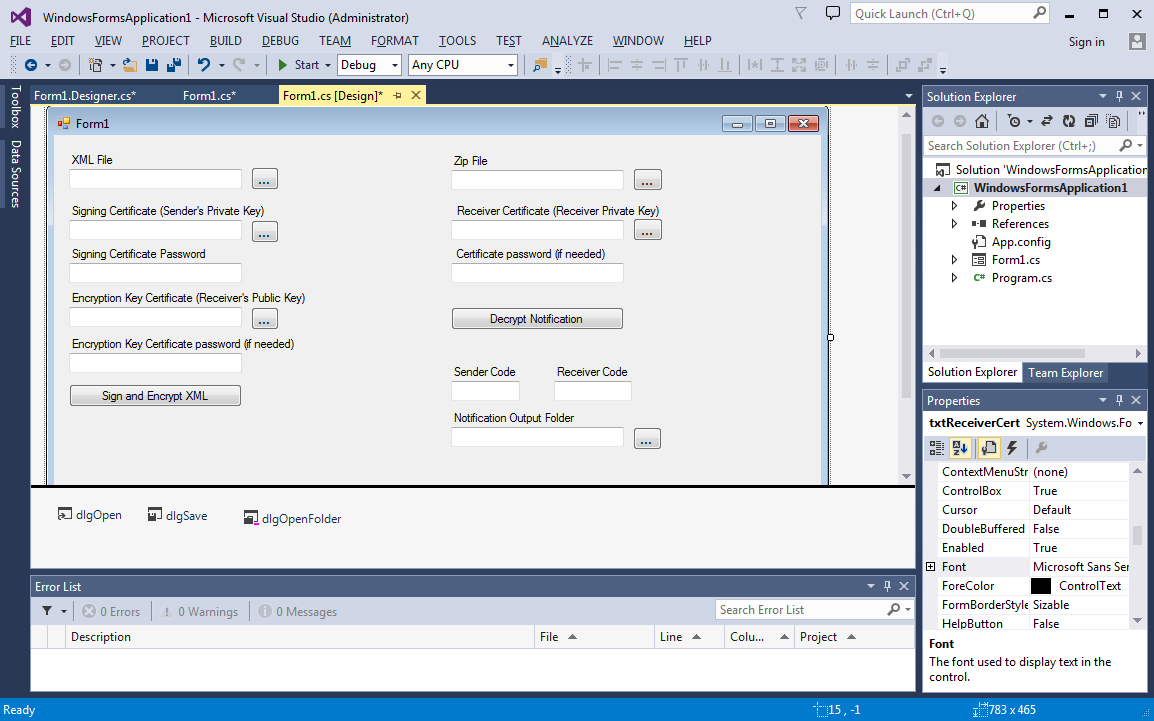 WindowsFormsApplication1 - Microsoft Visual Studio (Administrator)
Quick Launch (Ctrl+Q)
FILE EDIT VIEW PROJECT BUILD DEBUG TEAM FORMAT TOOLS TEST ANALYZE WINDOW HELP
Sign in
Start Debug Any CPU
Toolbox
Data Sources
Form1.Designer.cs* Form1.cs* Form1.cs [Design]*
Form1
XML File
...
Signing Certificate (Sender's Private Key)
...
Signing Certificate Password
Encryption Key Certificate (Receiver's Public Key)
...
Encryption Key Certificate password (if needed)
Sign and Encrypt XML
Zip File
...
Receiver Certificate (Receiver Private Key)
...
Certificate password (if needed)
Decrypt Notification
Sender Code Receiver Code
Notification Output Folder
...
dlgOpen dlgSave dlgOpenFolder
Error List
0 Errors 0 Warnings 0 Messages
Search Error List
Description File Line Colu... Project
Solution Explorer
Search Solution Explorer (Ctrl+;)
Solution 'WindowsFormsApplication
C# WindowsFormsApplication1
Properties
References
App.config
Form1.cs
C# Program.cs
Solution Explorer Team Explorer
Properties
txtReceiverCert System.Windows.Fo
ContextMenuStr (none)
ControlBox True
Cursor Default
DoubleBuffered False
Enabled True
Font Microsoft Sans Ser
ForeColor ControlText
FormBorderStyle Sizable
HelpButton False
Font
The font used to display text in the
control.
Ready 15 , -1 783 x 465